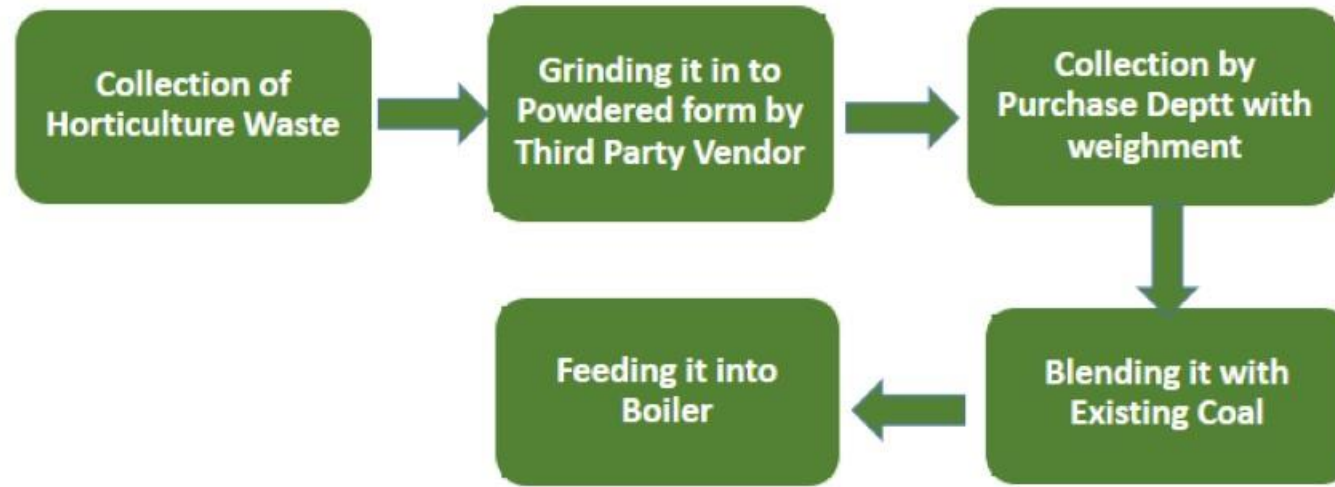 Collection of
Horticulture Waste
Grinding it in to
Powdered form by
Third Party Vendor
Collection by
Purchase Deptt with
weighment
Blending it with
Existing Coal
Feeding it into
Boiler